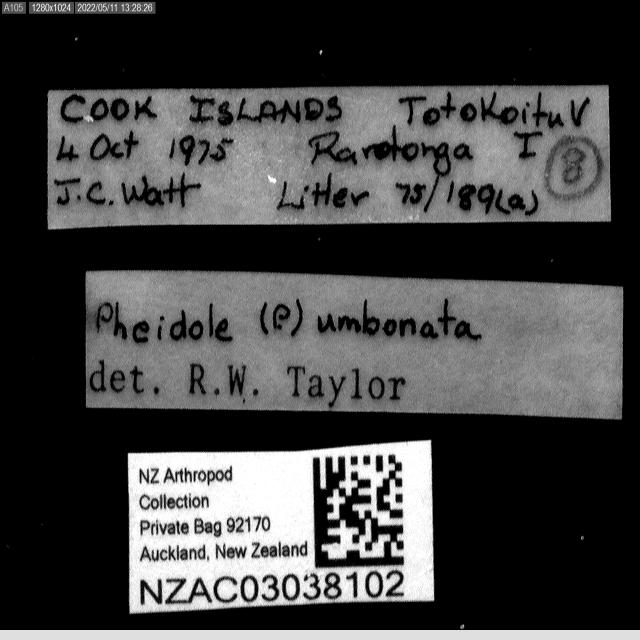 A105 1280x1024 2022/05/11 13:28:26
COOK ISLANDS Totokoitu V
4 Oct 1975 Rarotonga I
8
J.C. Watt Litter 75/189(a)
Pheidole (P) umbonata
det. R.W. Taylor
NZ Arthropod
Collection
Private Bag 92170
Auckland, New Zealand
NZAC03038102